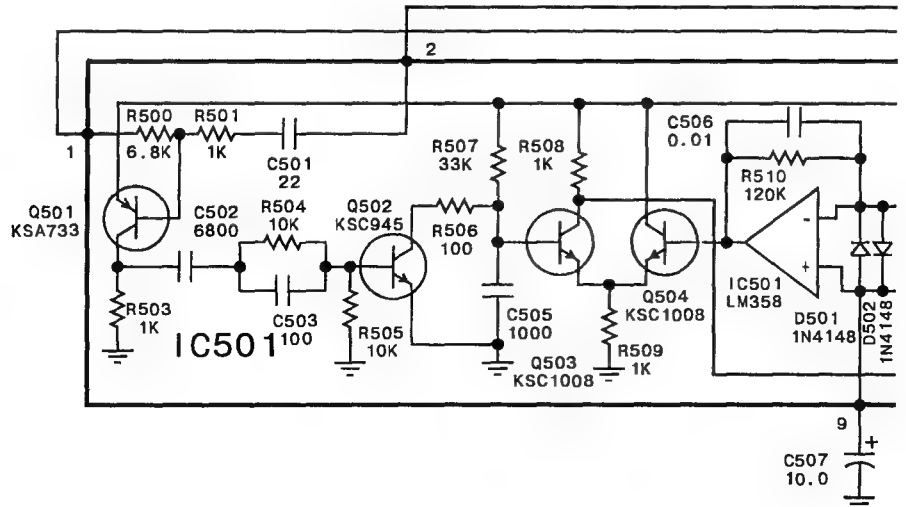 2
1
R500
6.8K
R501
1K
C501
22
Q501
KSA733
C502
6800
R504
10K
Q502
KSC945
R507
33K
R508
1K
R506
100
C506
0.01
R510
120K
-
+
IC501
LM358
R503
1K
IC501
C503
100
R505
10K
C505
1000
Q503
KSC1008
Q504
KSC1008
R509
1K
D501
1N4148
D502
1N4148
9
+
C507
10.0